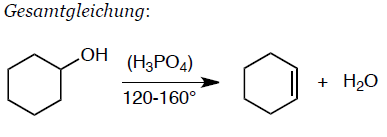 Gesamtgleichung:
OH
(H3PO4)
120-160°
+ H2O